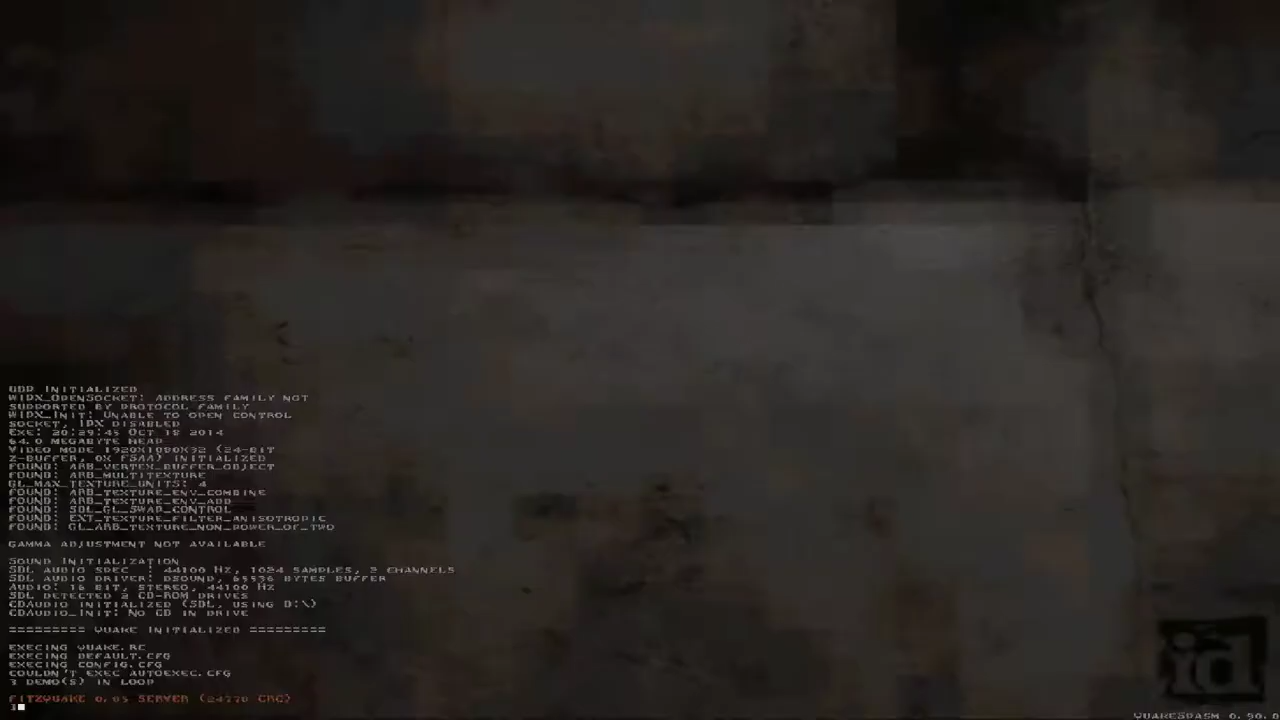 UDP INITIALIZED
WIPX_OPENSOCKET: ADDRESS FAMILY NOT
SUPPORTED BY PROTOCOL FAMILY
WIPX_INIT: UNABLE TO OPEN CONTROL
SOCKET, IPX DISABLED
EXE: 20:29:45 OCT 18 2014
64.0 MEGABYTE HEAP
VIDEO MODE 1920X1080X32 (24-BIT
Z-BUFFER, 0X FSAA) INITIALIZED
FOUND: ARB_VERTEX_BUFFER_OBJECT
FOUND: ARB_MULTITEXTURE
GL_MAX_TEXTURE_UNITS: 4
FOUND: ARB_TEXTURE_ENV_COMBINE
FOUND: ARB_TEXTURE_ENV_ADD
FOUND: SDL_GL_SWAP_CONTROL
FOUND: EXT_TEXTURE_FILTER_ANISOTROPIC
FOUND: GL_ARB_TEXTURE_NON_POWER_OF_TWO
GAMMA ADJUSTMENT NOT AVAILABLE
SOUND INITIALIZATION
SDL AUDIO SPEC : 44100 HZ, 1024 SAMPLES, 2 CHANNELS
SDL AUDIO DRIVER: DSOUND, 65536 BYTES BUFFER
AUDIO: 16 BIT, STEREO, 44100 HZ
SDL DETECTED 2 CD-ROM DRIVES
CDAUDIO INITIALIZED (SDL, USING D:\)
CDAUDIO_INIT: NO CD IN DRIVE
========= QUAKE INITIALIZED =========
EXECING QUAKE.RC
EXECING DEFAULT.CFG
EXECING CONFIG.CFG
COULDN'T EXEC AUTOEXEC.CFG
3 DEMO(S) IN LOOP
FITZQUAKE 0.85 SERVER (24778 CRC)
]
id
QUAKESPASM 0.90.0